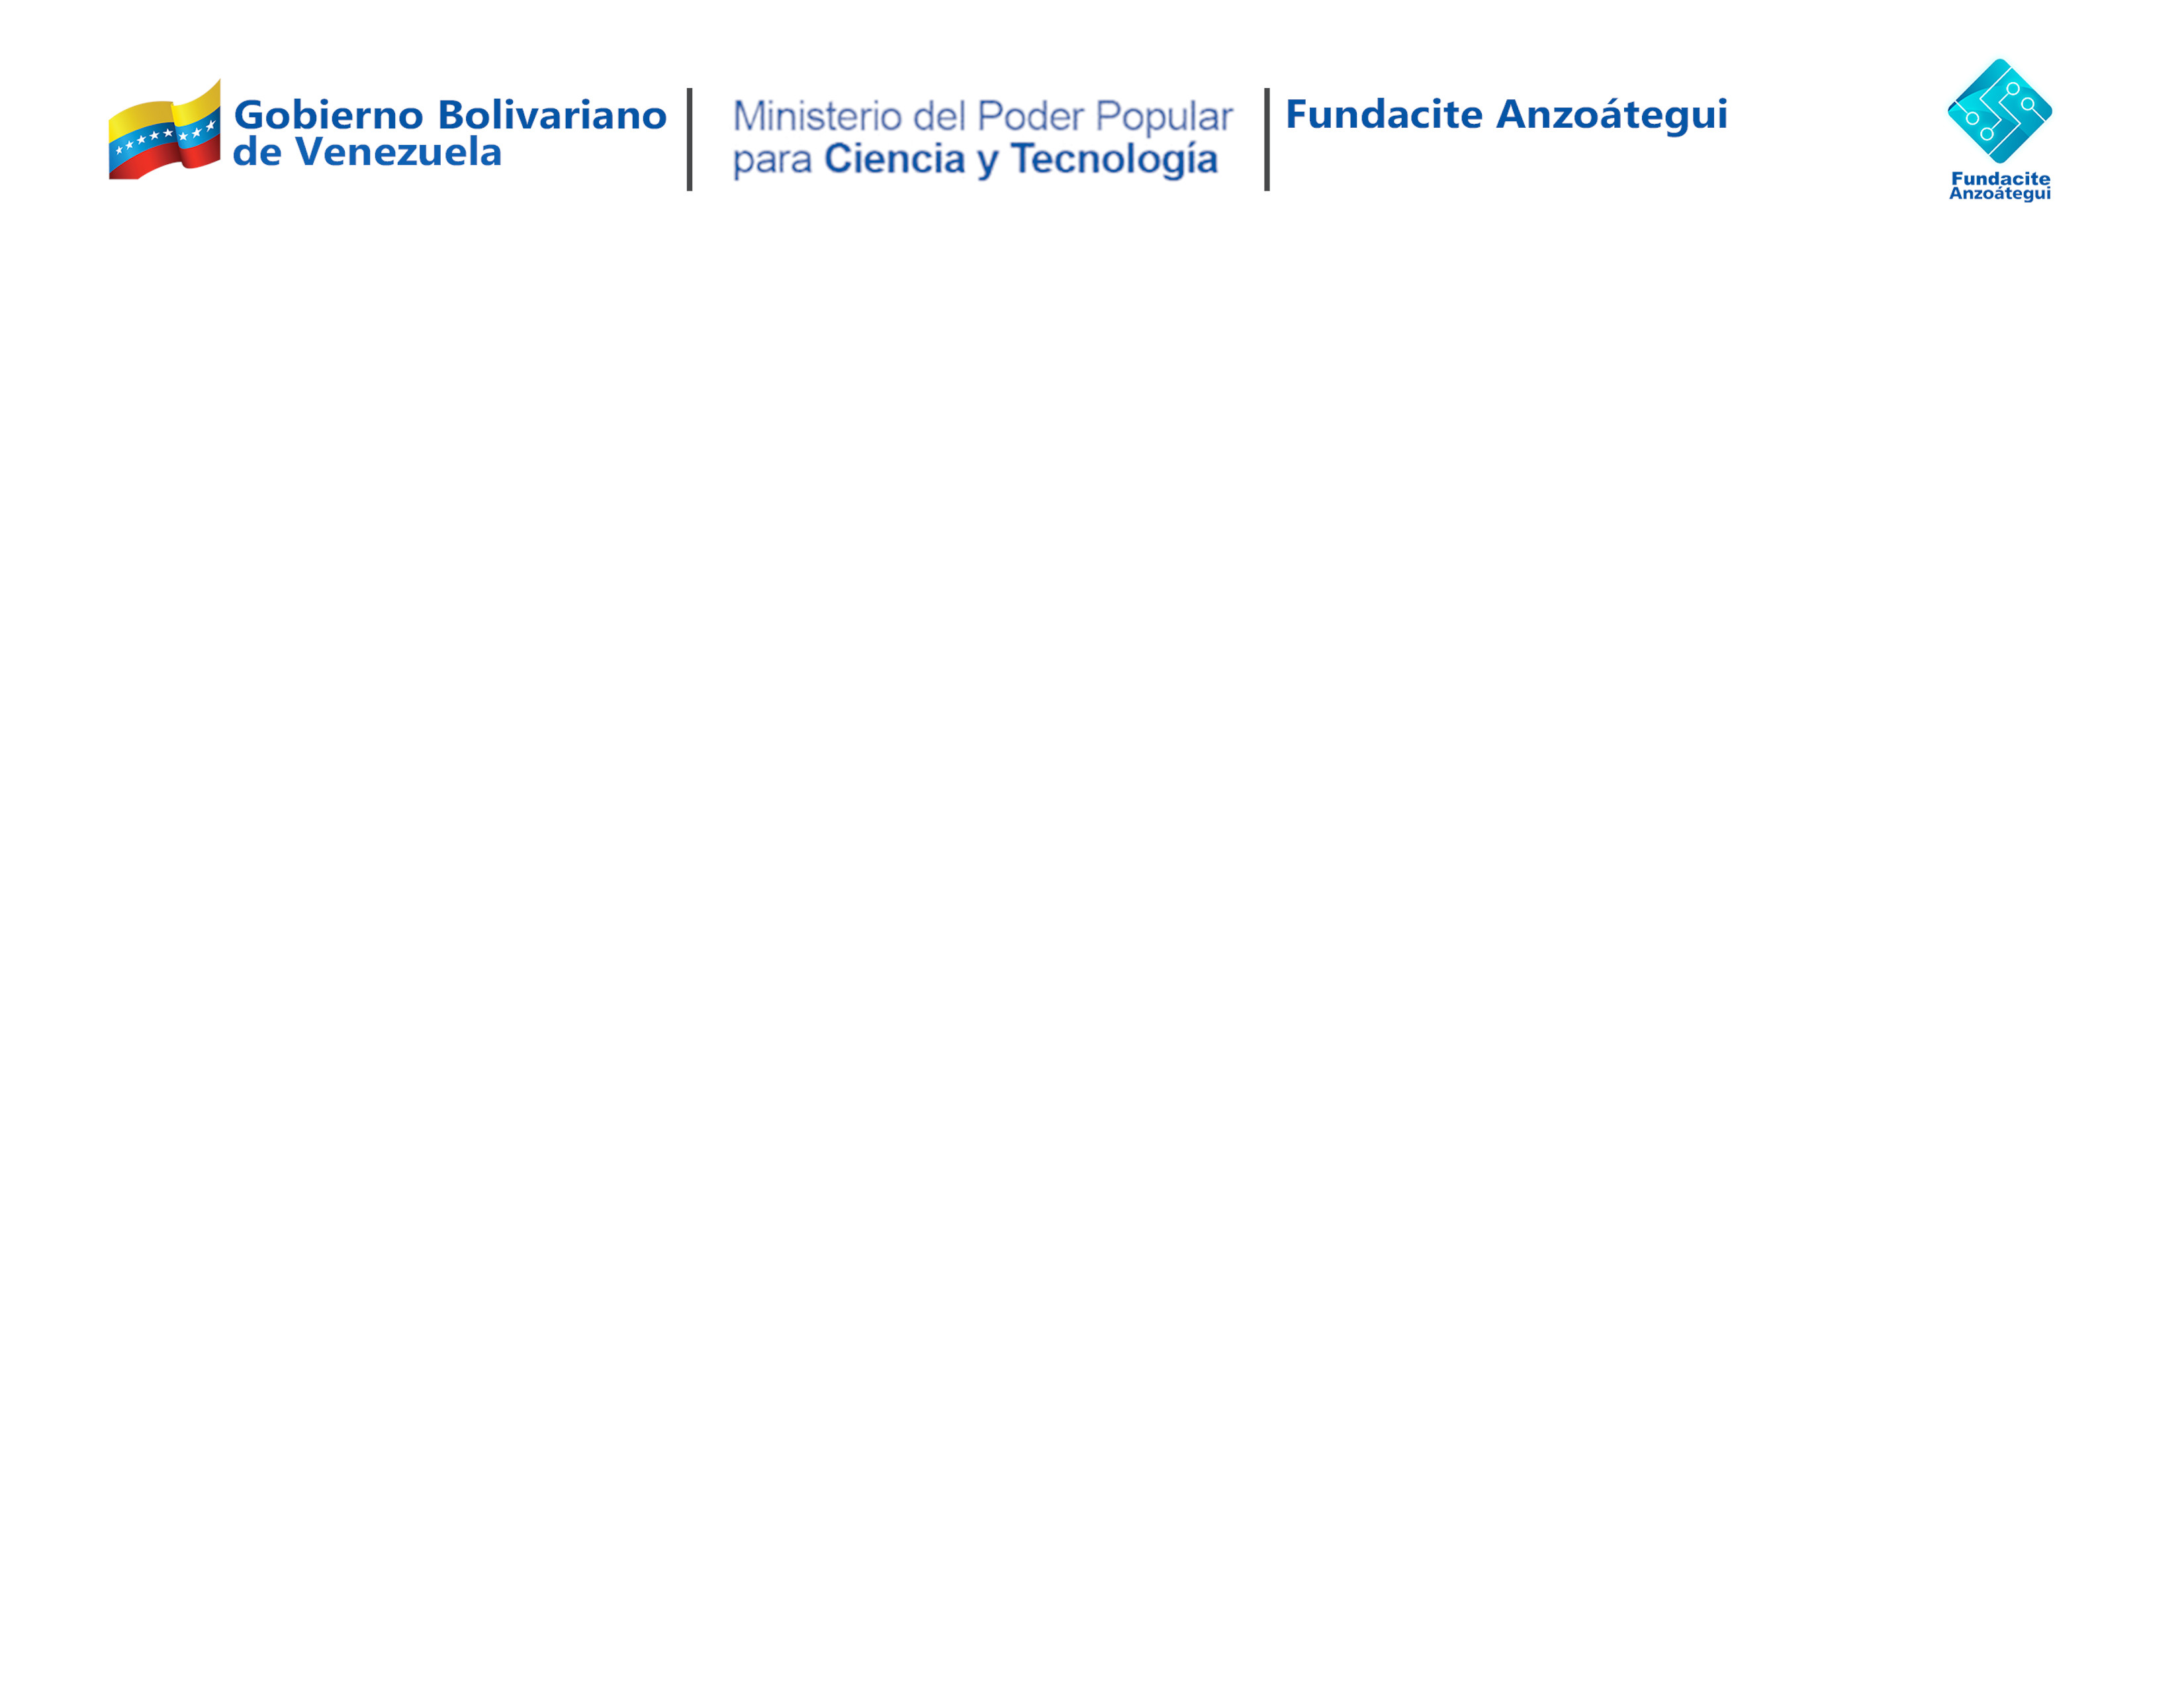 Gobierno Bolivariano
de Venezuela
Ministerio del Poder Popular
para Ciencia y Tecnología
Fundacite Anzoátegui
Fundacite
Anzoátegui